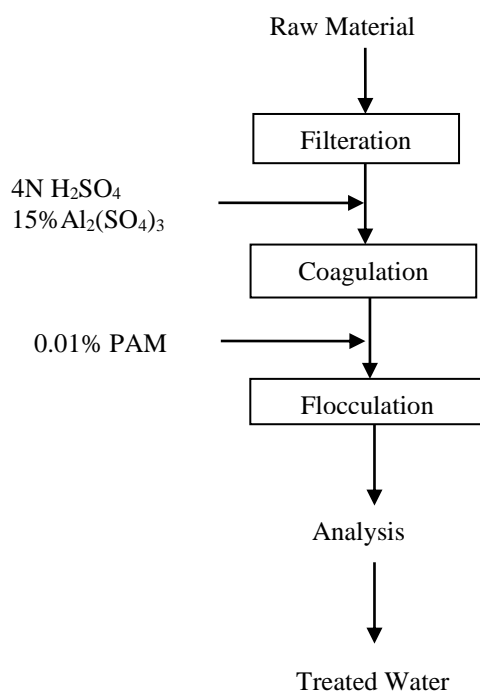 Raw Material
Filteration
4N H₂SO₄
15%Al₂(SO₄)₃
Coagulation
0.01% PAM
Flocculation
Analysis
Treated Water